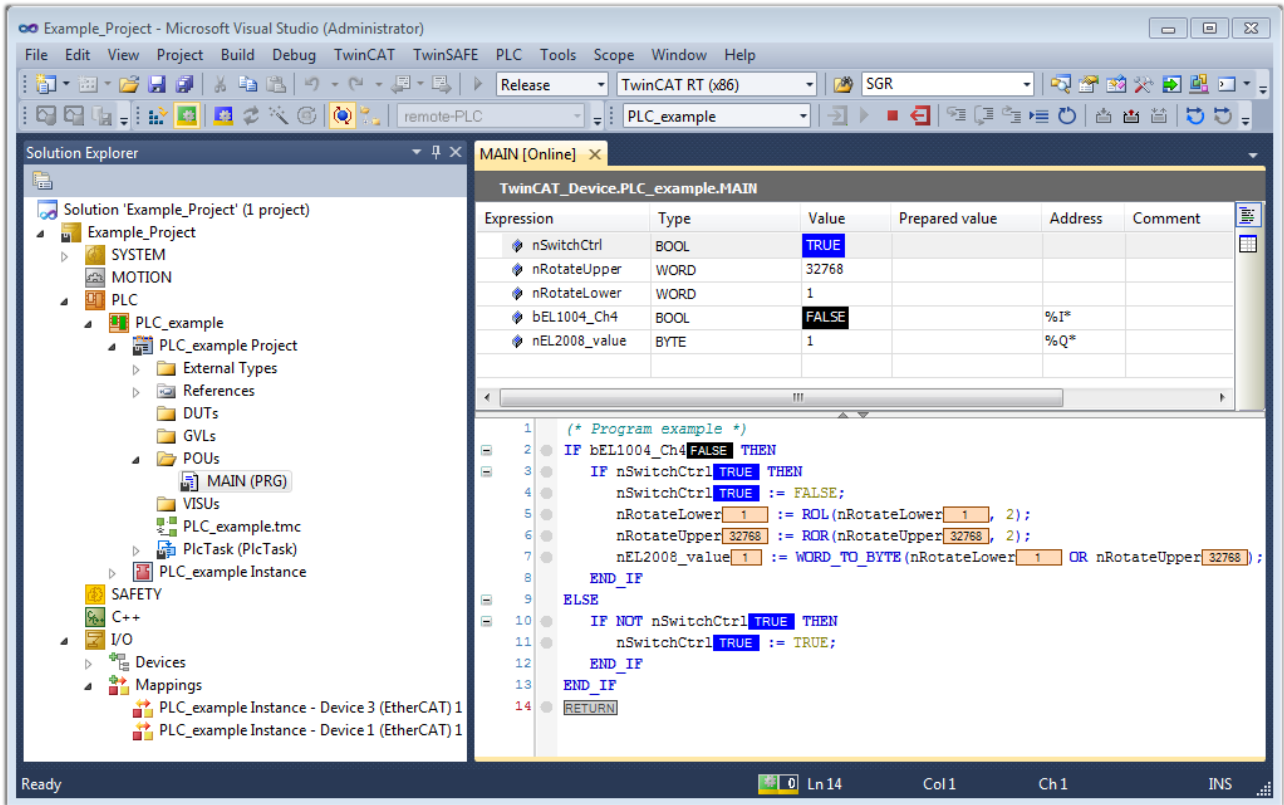 Example_Project - Microsoft Visual Studio (Administrator)
File Edit View Project Build Debug TwinCAT TwinSAFE PLC Tools Scope Window Help
Release TwinCAT RT (x86) SGR
remote-PLC PLC_example
Solution Explorer
Solution 'Example_Project' (1 project)
Example_Project
SYSTEM
MOTION
PLC
PLC_example
PLC_example Project
External Types
References
DUTs
GVLs
POUs
MAIN (PRG)
VISUs
PLC_example.tmc
PlcTask (PlcTask)
PLC_example Instance
SAFETY
C++
I/O
Devices
Mappings
PLC_example Instance - Device 3 (EtherCAT) 1
PLC_example Instance - Device 1 (EtherCAT) 1
MAIN [Online]
TwinCAT_Device.PLC_example.MAIN
Expression Type Value Prepared value Address Comment
nSwitchCtrl BOOL TRUE
nRotateUpper WORD 32768
nRotateLower WORD 1
bEL1004_Ch4 BOOL FALSE %I*
nEL2008_value BYTE 1 %Q*
1 (* Program example *)
2 IF bEL1004_Ch4 FALSE THEN
3 IF nSwitchCtrl TRUE THEN
4 nSwitchCtrl TRUE := FALSE;
5 nRotateLower 1 := ROL(nRotateLower 1 , 2);
6 nRotateUpper 32768 := ROR(nRotateUpper 32768 , 2);
7 nEL2008_value 1 := WORD_TO_BYTE(nRotateLower 1 OR nRotateUpper 32768 );
8 END_IF
9 ELSE
10 IF NOT nSwitchCtrl TRUE THEN
11 nSwitchCtrl TRUE := TRUE;
12 END_IF
13 END_IF
14 RETURN
Ready 0 Ln 14 Col 1 Ch 1 INS